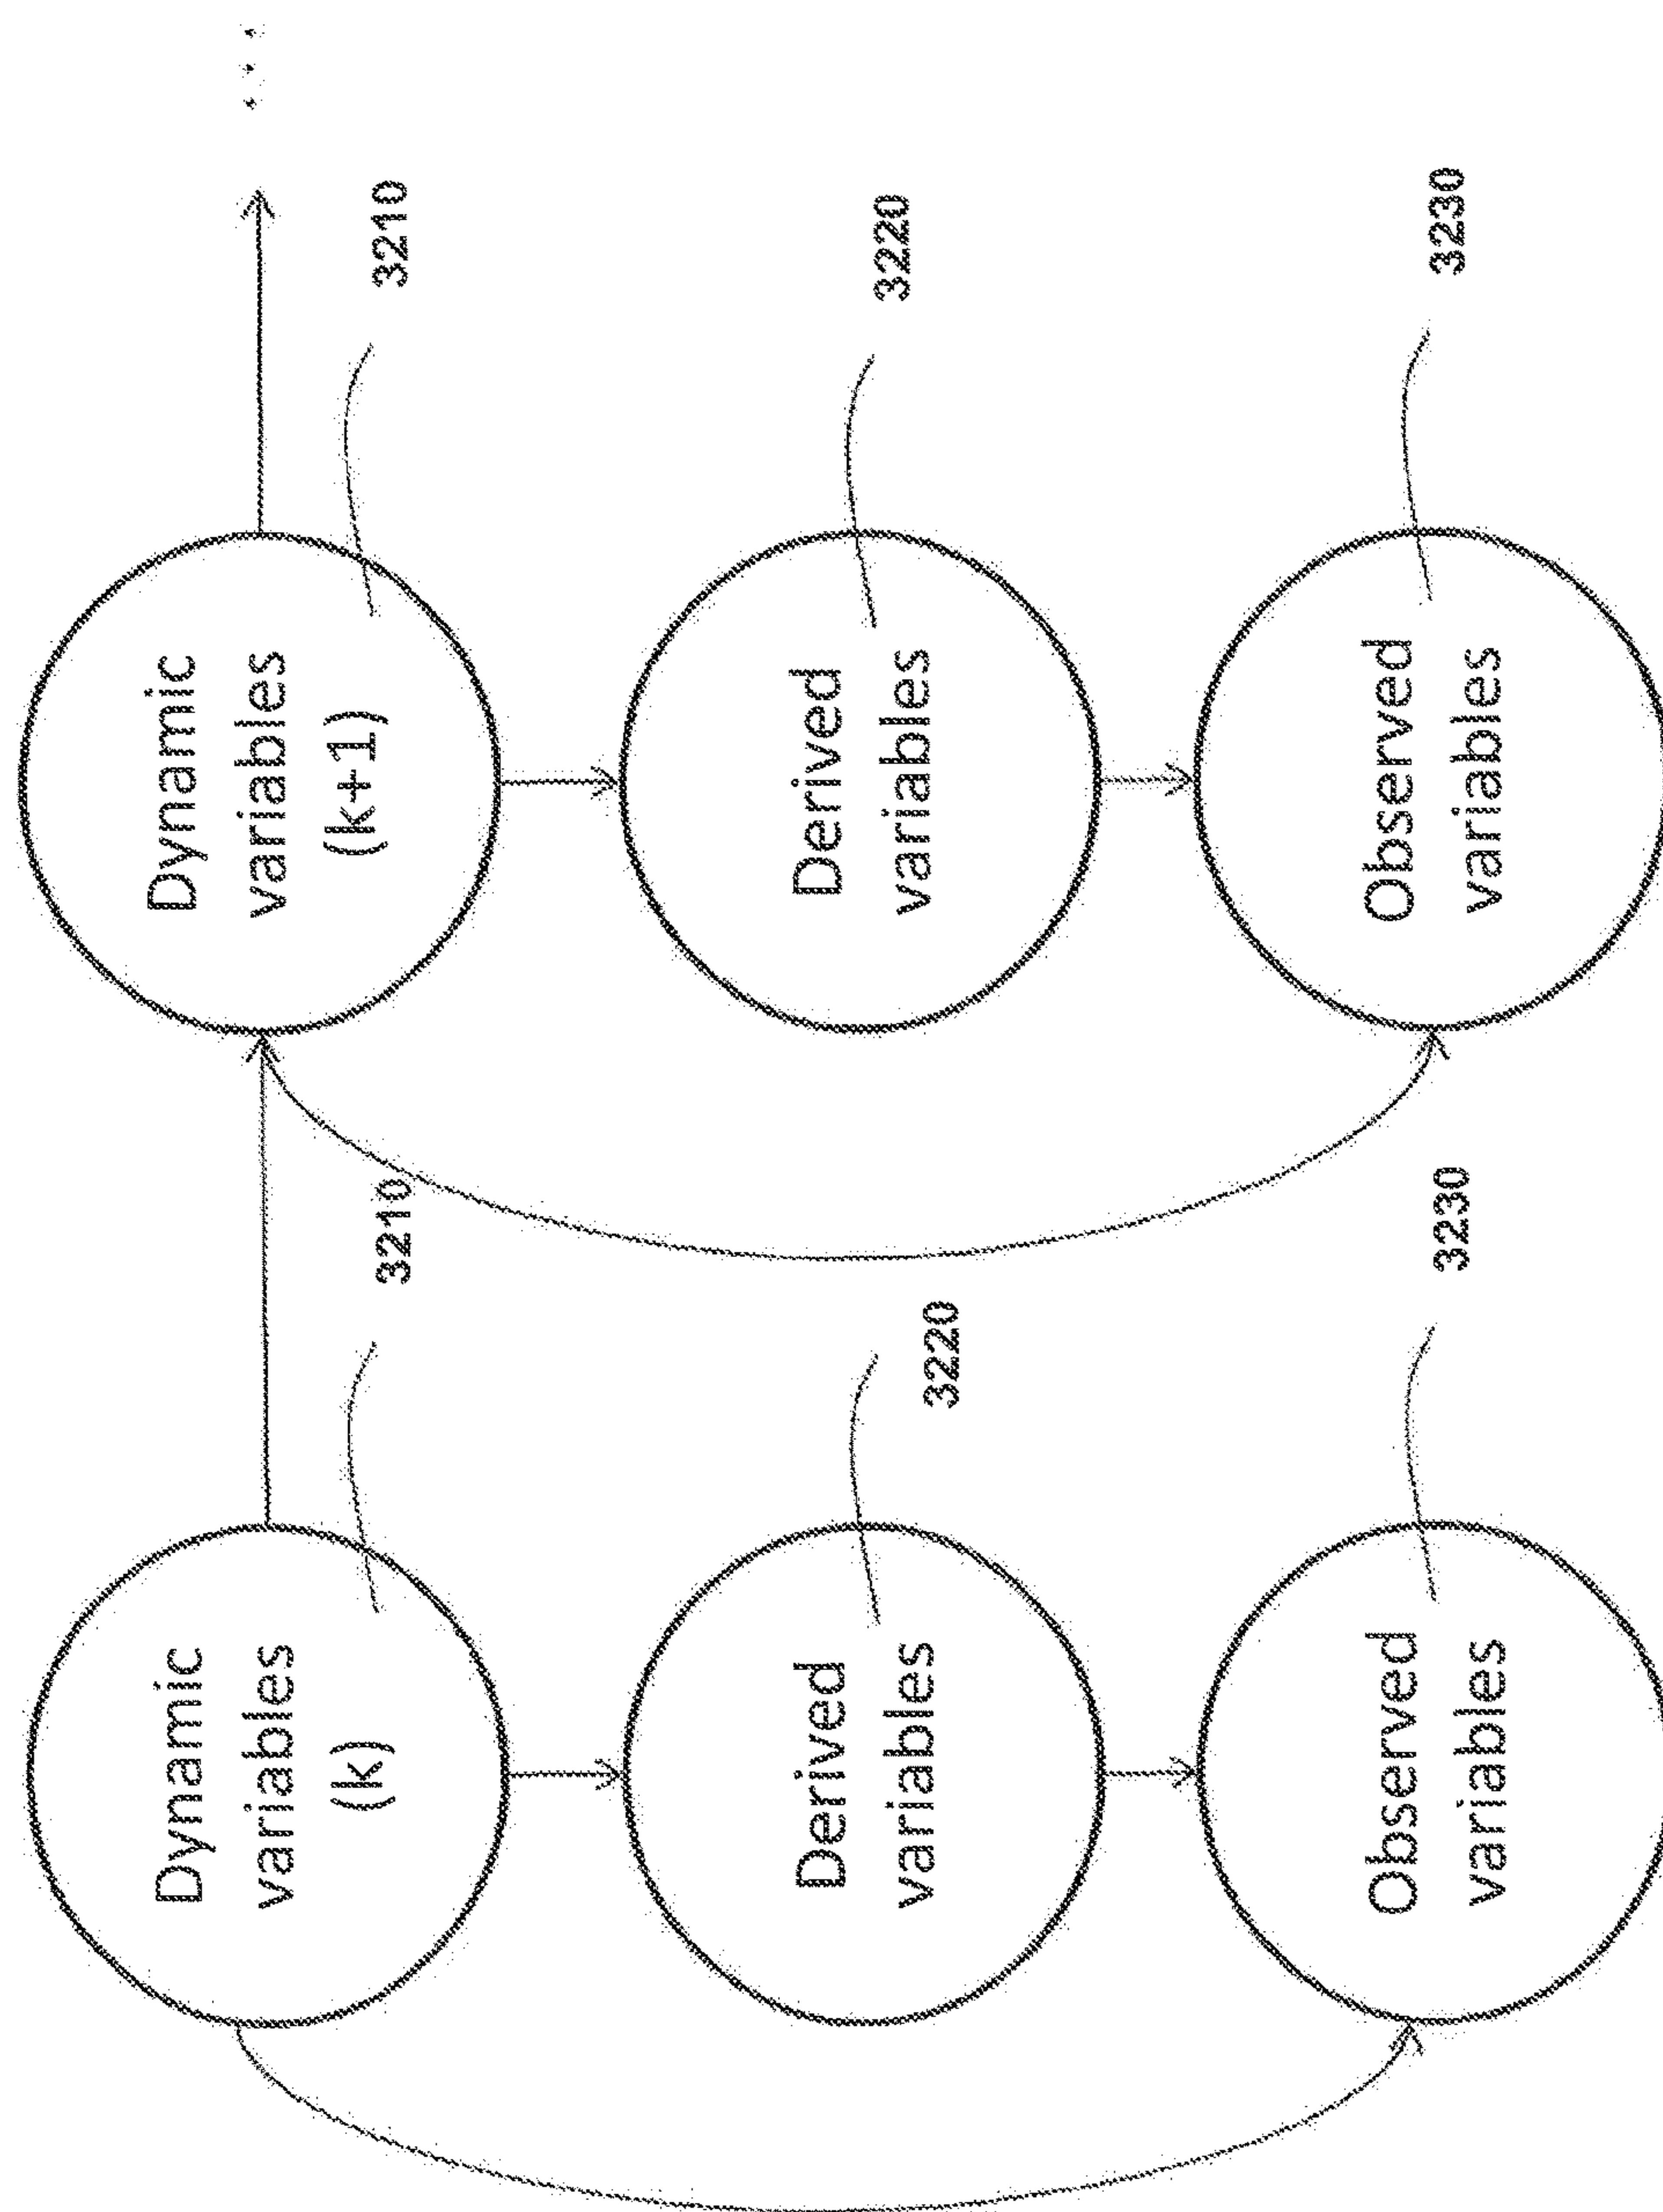 Dynamic
variables
(k)
3210
Derived
variables
3220
Observed
variables
3230
Dynamic
variables
(k+1)
3210
Derived
variables
3220
Observed
variables
3230